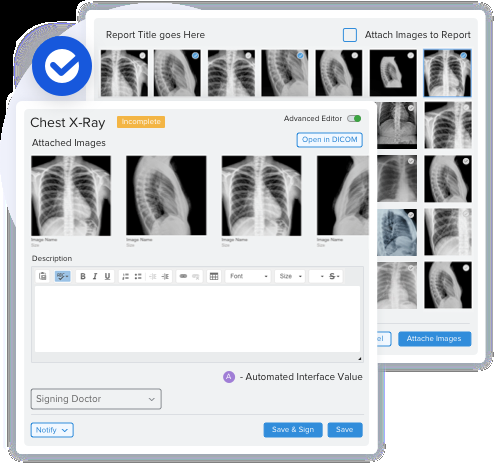 Report Title goes Here
Attach Images to Report
Chest X-Ray
Incomplete
Advanced Editor
Attached Images
Open in DICOM
Image Name
Size
Image Name
Size
Image Name
Size
Image Name
Size
Description
B I U
Font
Size
S
A - Automated Interface Value
Signing Doctor
Notify
Save & Sign
Save
Attache Images